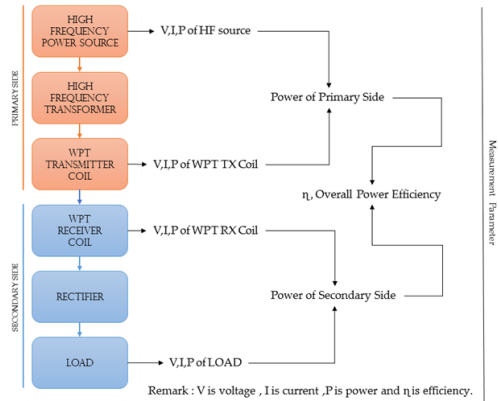 PRIMARY SIDE
HIGH
FREQUENCY
POWER SOURCE
V,I,P of HF source
HIGH
FREQUENCY
TRANSFORMER
Power of Primary Side
WPT
TRANSMITTER
COIL
V,I,P of WPT TX Coil
η, Overall Power Efficiency
Measurement Parameter
SECONDARY SIDE
WPT
RECEIVER
COIL
V,I,P of WPT RX Coil
RECTIFIER
Power of Secondary Side
LOAD
V,I,P of LOAD
Remark : V is voltage , I is current ,P is power and η is efficiency.